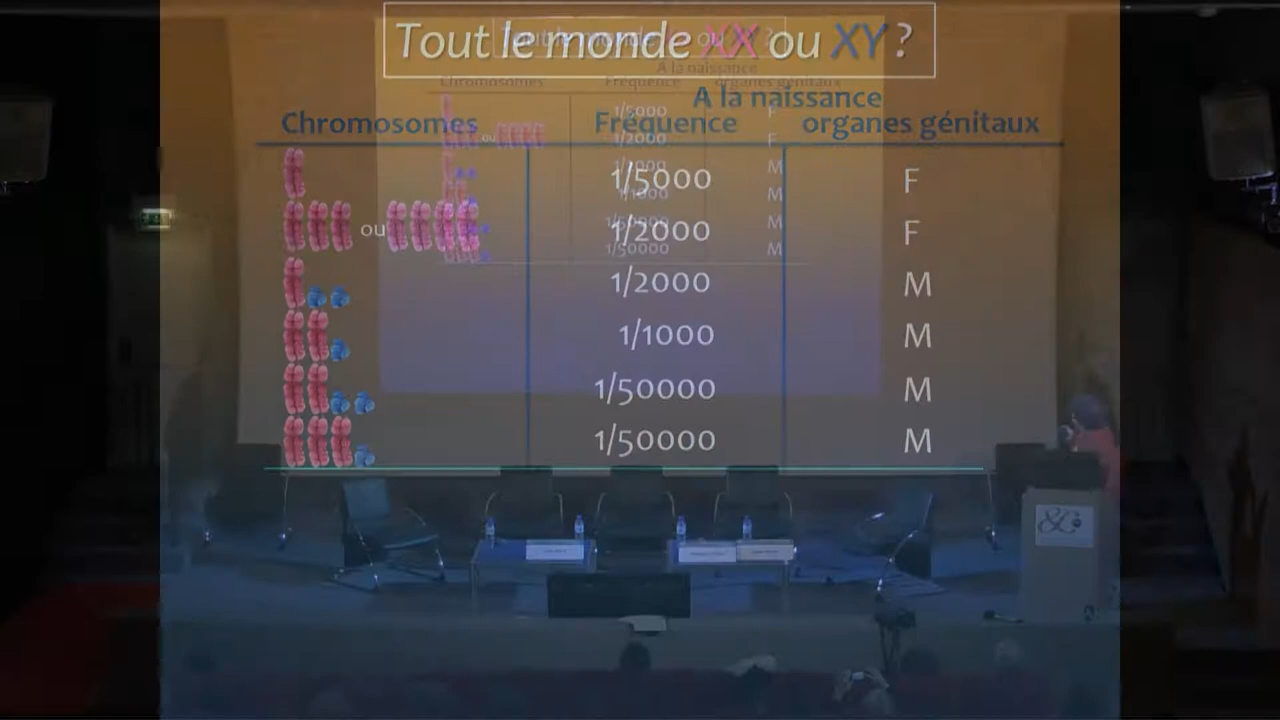 Tout le monde XX ou XY ?
A la naissance
Chromosomes Fréquence organes génitaux
1/5000 F
ou 1/2000 F
1/2000 M
1/1000 M
1/50000 M
1/50000 M